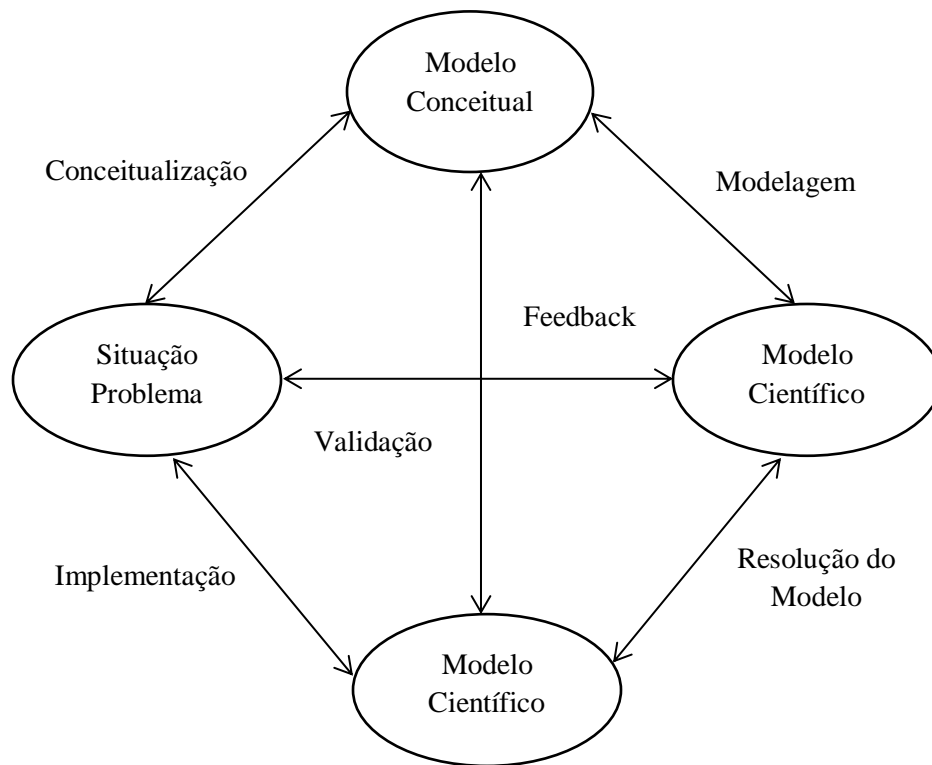 Modelo
Conceitual
Conceitualização
Modelagem
Feedback
Situação
Problema
Modelo
Científico
Validação
Implementação
Resolução do
Modelo
Modelo
Científico